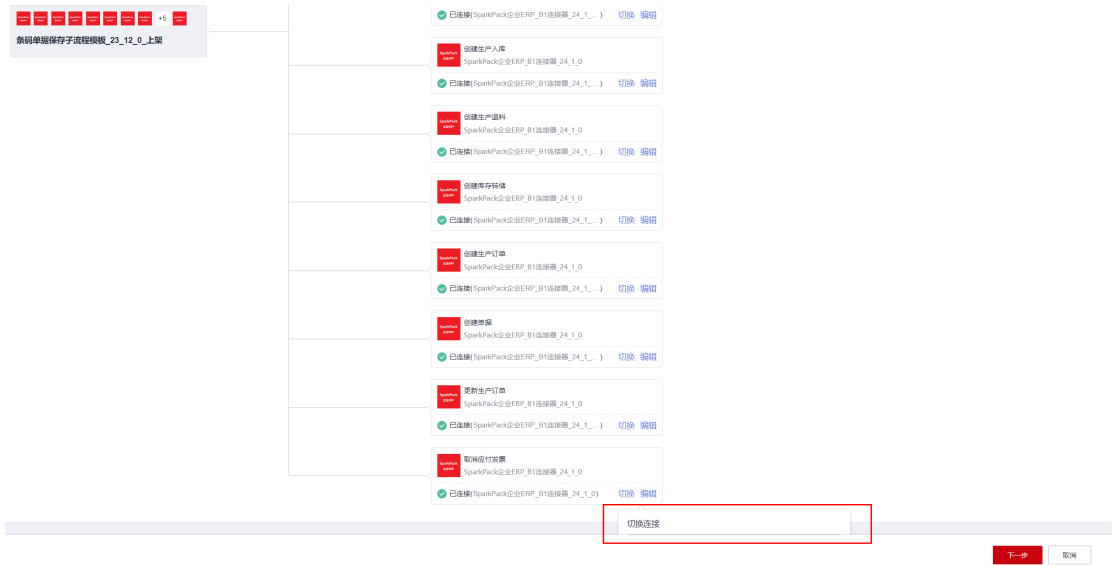 +5
条码单据保存子流程模板_23_12_0_上架
已连接(SparkPack企业ERP_B1连接器_24_1_... ) 切换 编辑
创建生产入库
SparkPack企业ERP_B1连接器_24_1_0
已连接(SparkPack企业ERP_B1连接器_24_1_... ) 切换 编辑
创建生产退料
SparkPack企业ERP_B1连接器_24_1_0
已连接(SparkPack企业ERP_B1连接器_24_1_... ) 切换 编辑
创建库存转储
SparkPack企业ERP_B1连接器_24_1_0
已连接(SparkPack企业ERP_B1连接器_24_1_... ) 切换 编辑
创建生产订单
SparkPack企业ERP_B1连接器_24_1_0
已连接(SparkPack企业ERP_B1连接器_24_1_... ) 切换 编辑
创建单据
SparkPack企业ERP_B1连接器_24_1_0
已连接(SparkPack企业ERP_B1连接器_24_1_... ) 切换 编辑
更新生产订单
SparkPack企业ERP_B1连接器_24_1_0
已连接(SparkPack企业ERP_B1连接器_24_1_... ) 切换 编辑
取消应付发票
SparkPack企业ERP_B1连接器_24_1_0
已连接(SparkPack企业ERP_B1连接器_24_1_0) 切换 编辑
切换连接
下一步 取消